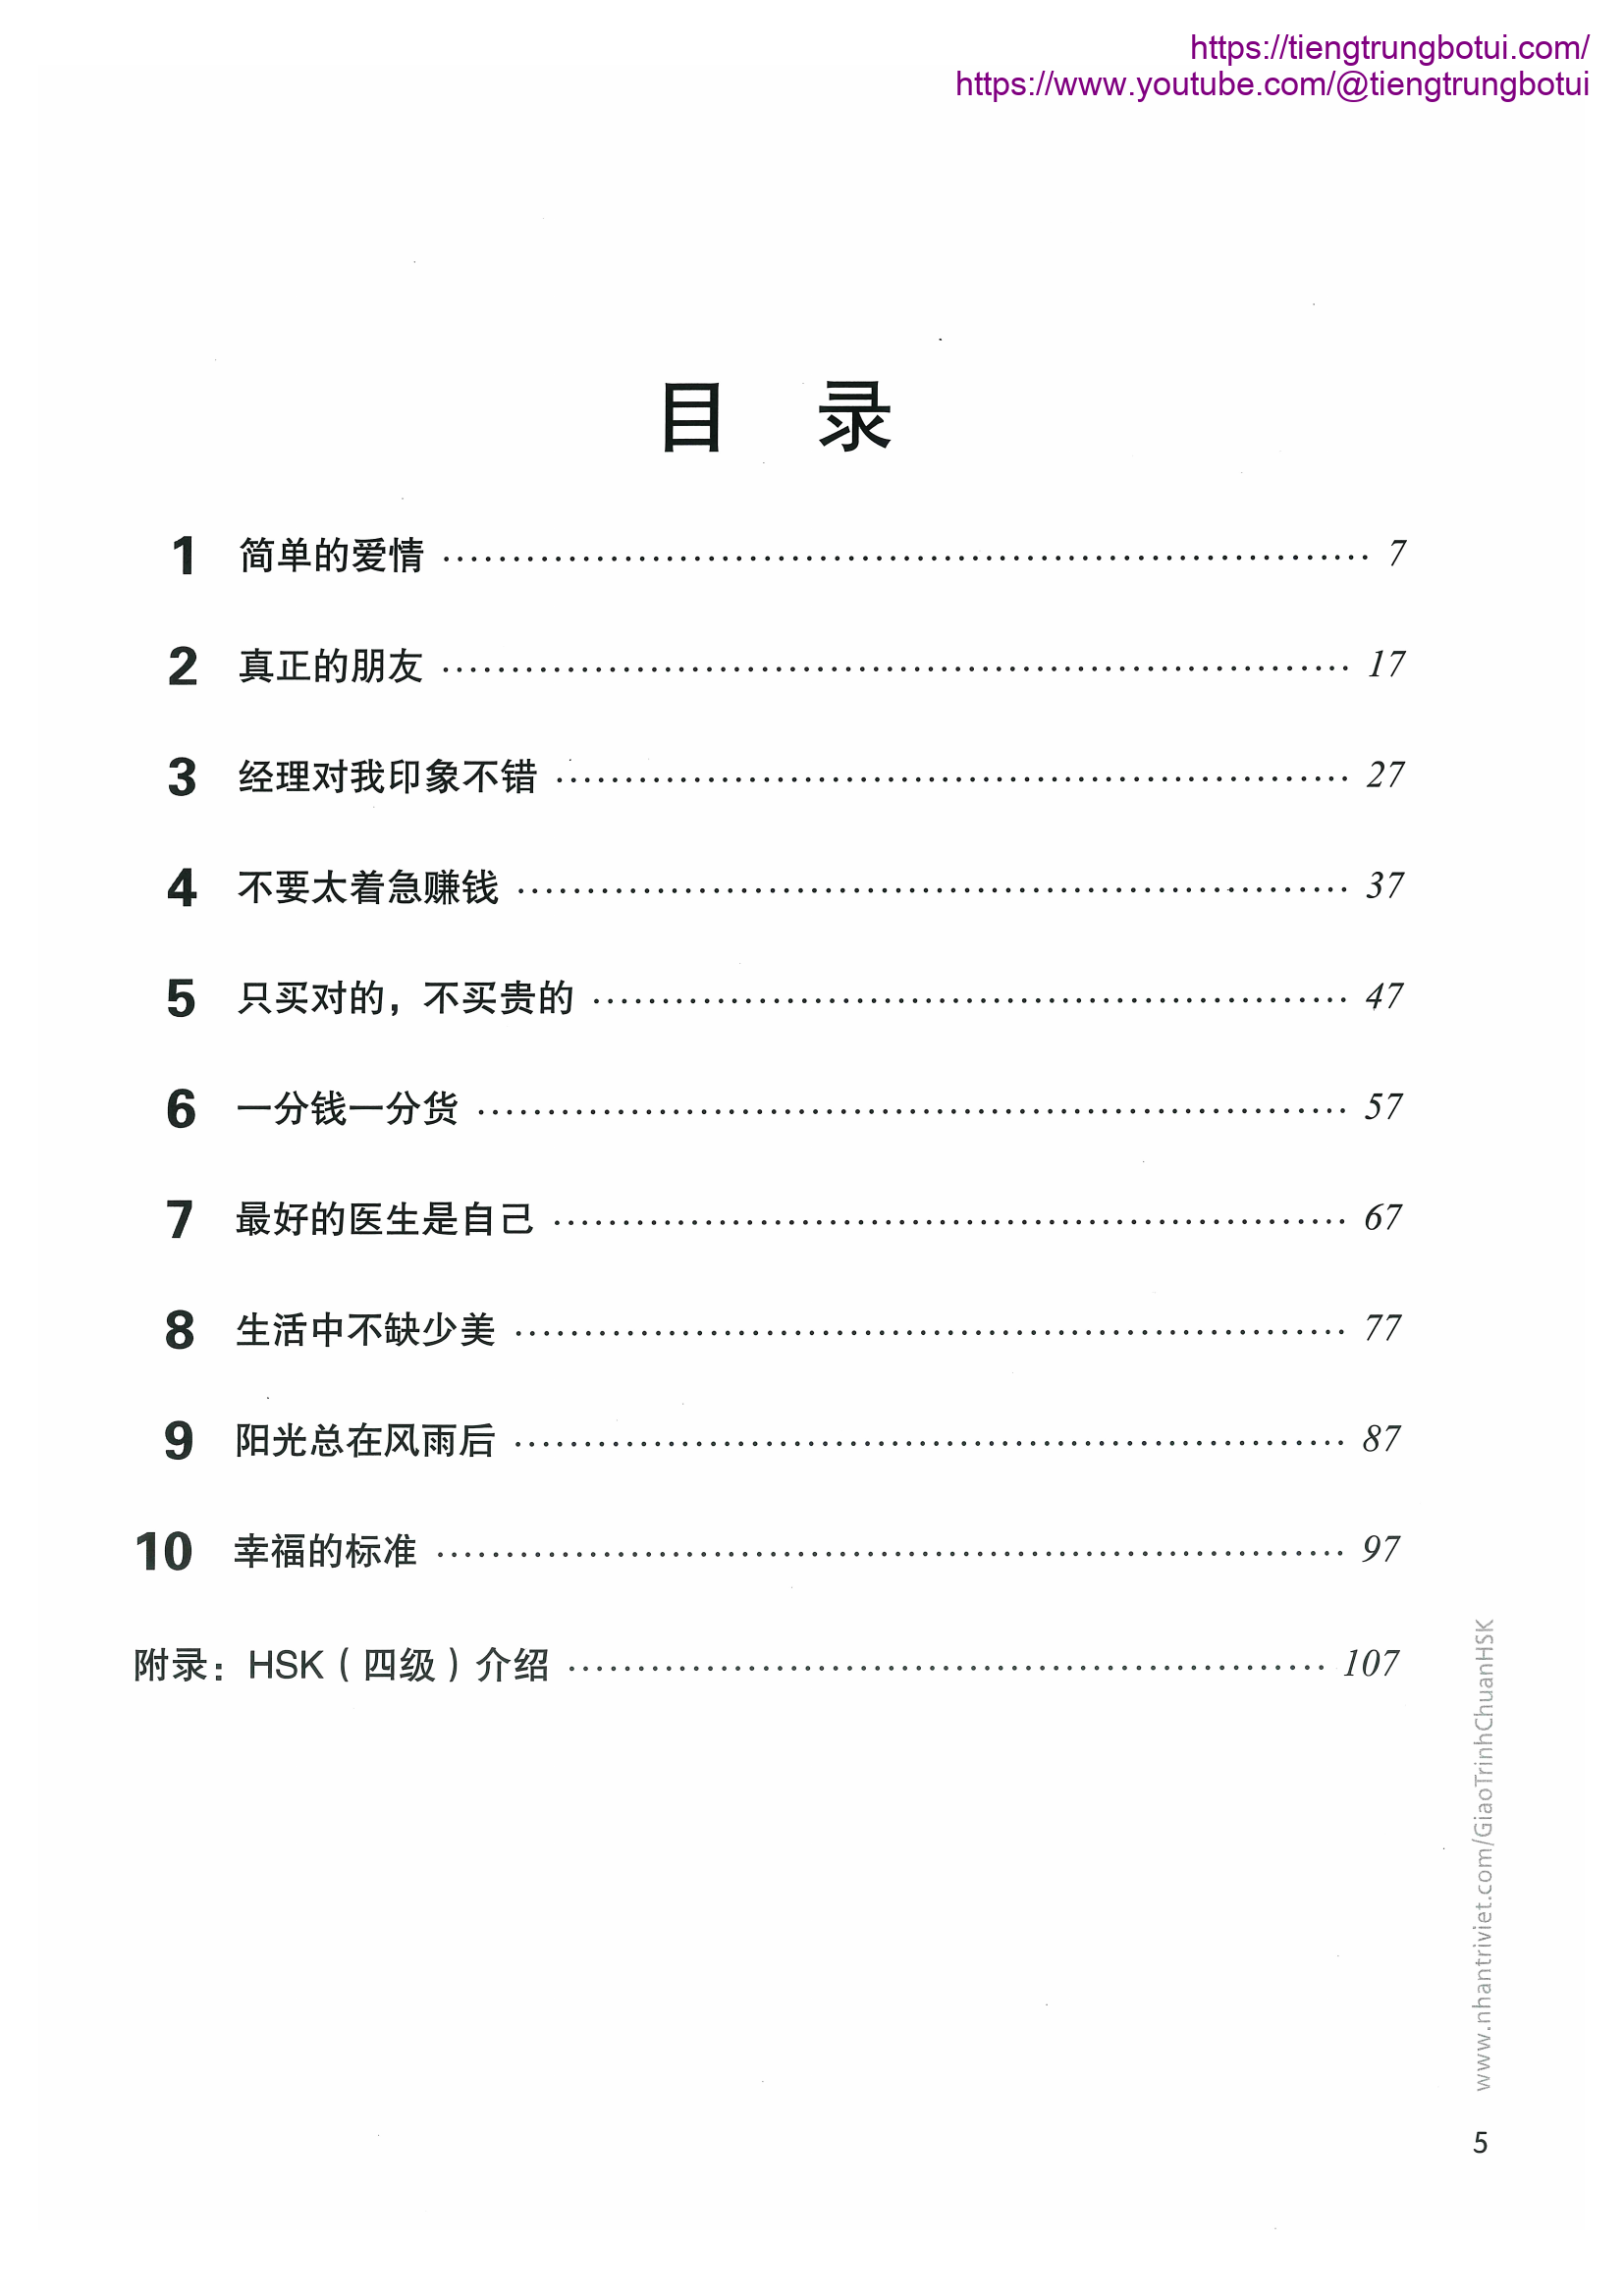 https://tiengtrungbotui.com/
https://www.youtube.com/@tiengtrungbotui
目 录
1 简单的爱情 7
2 真正的朋友 17
3 经理对我印象不错 27
4 不要太着急赚钱 37
5 只买对的，不买贵的 47
6 一分钱一分货 57
7 最好的医生是自己 67
8 生活中不缺少美 77
9 阳光总在风雨后 87
10 幸福的标准 97
附录：HSK（四级）介绍 107
www.nhantriviet.com/GiaoTrinhChuanHSK
5